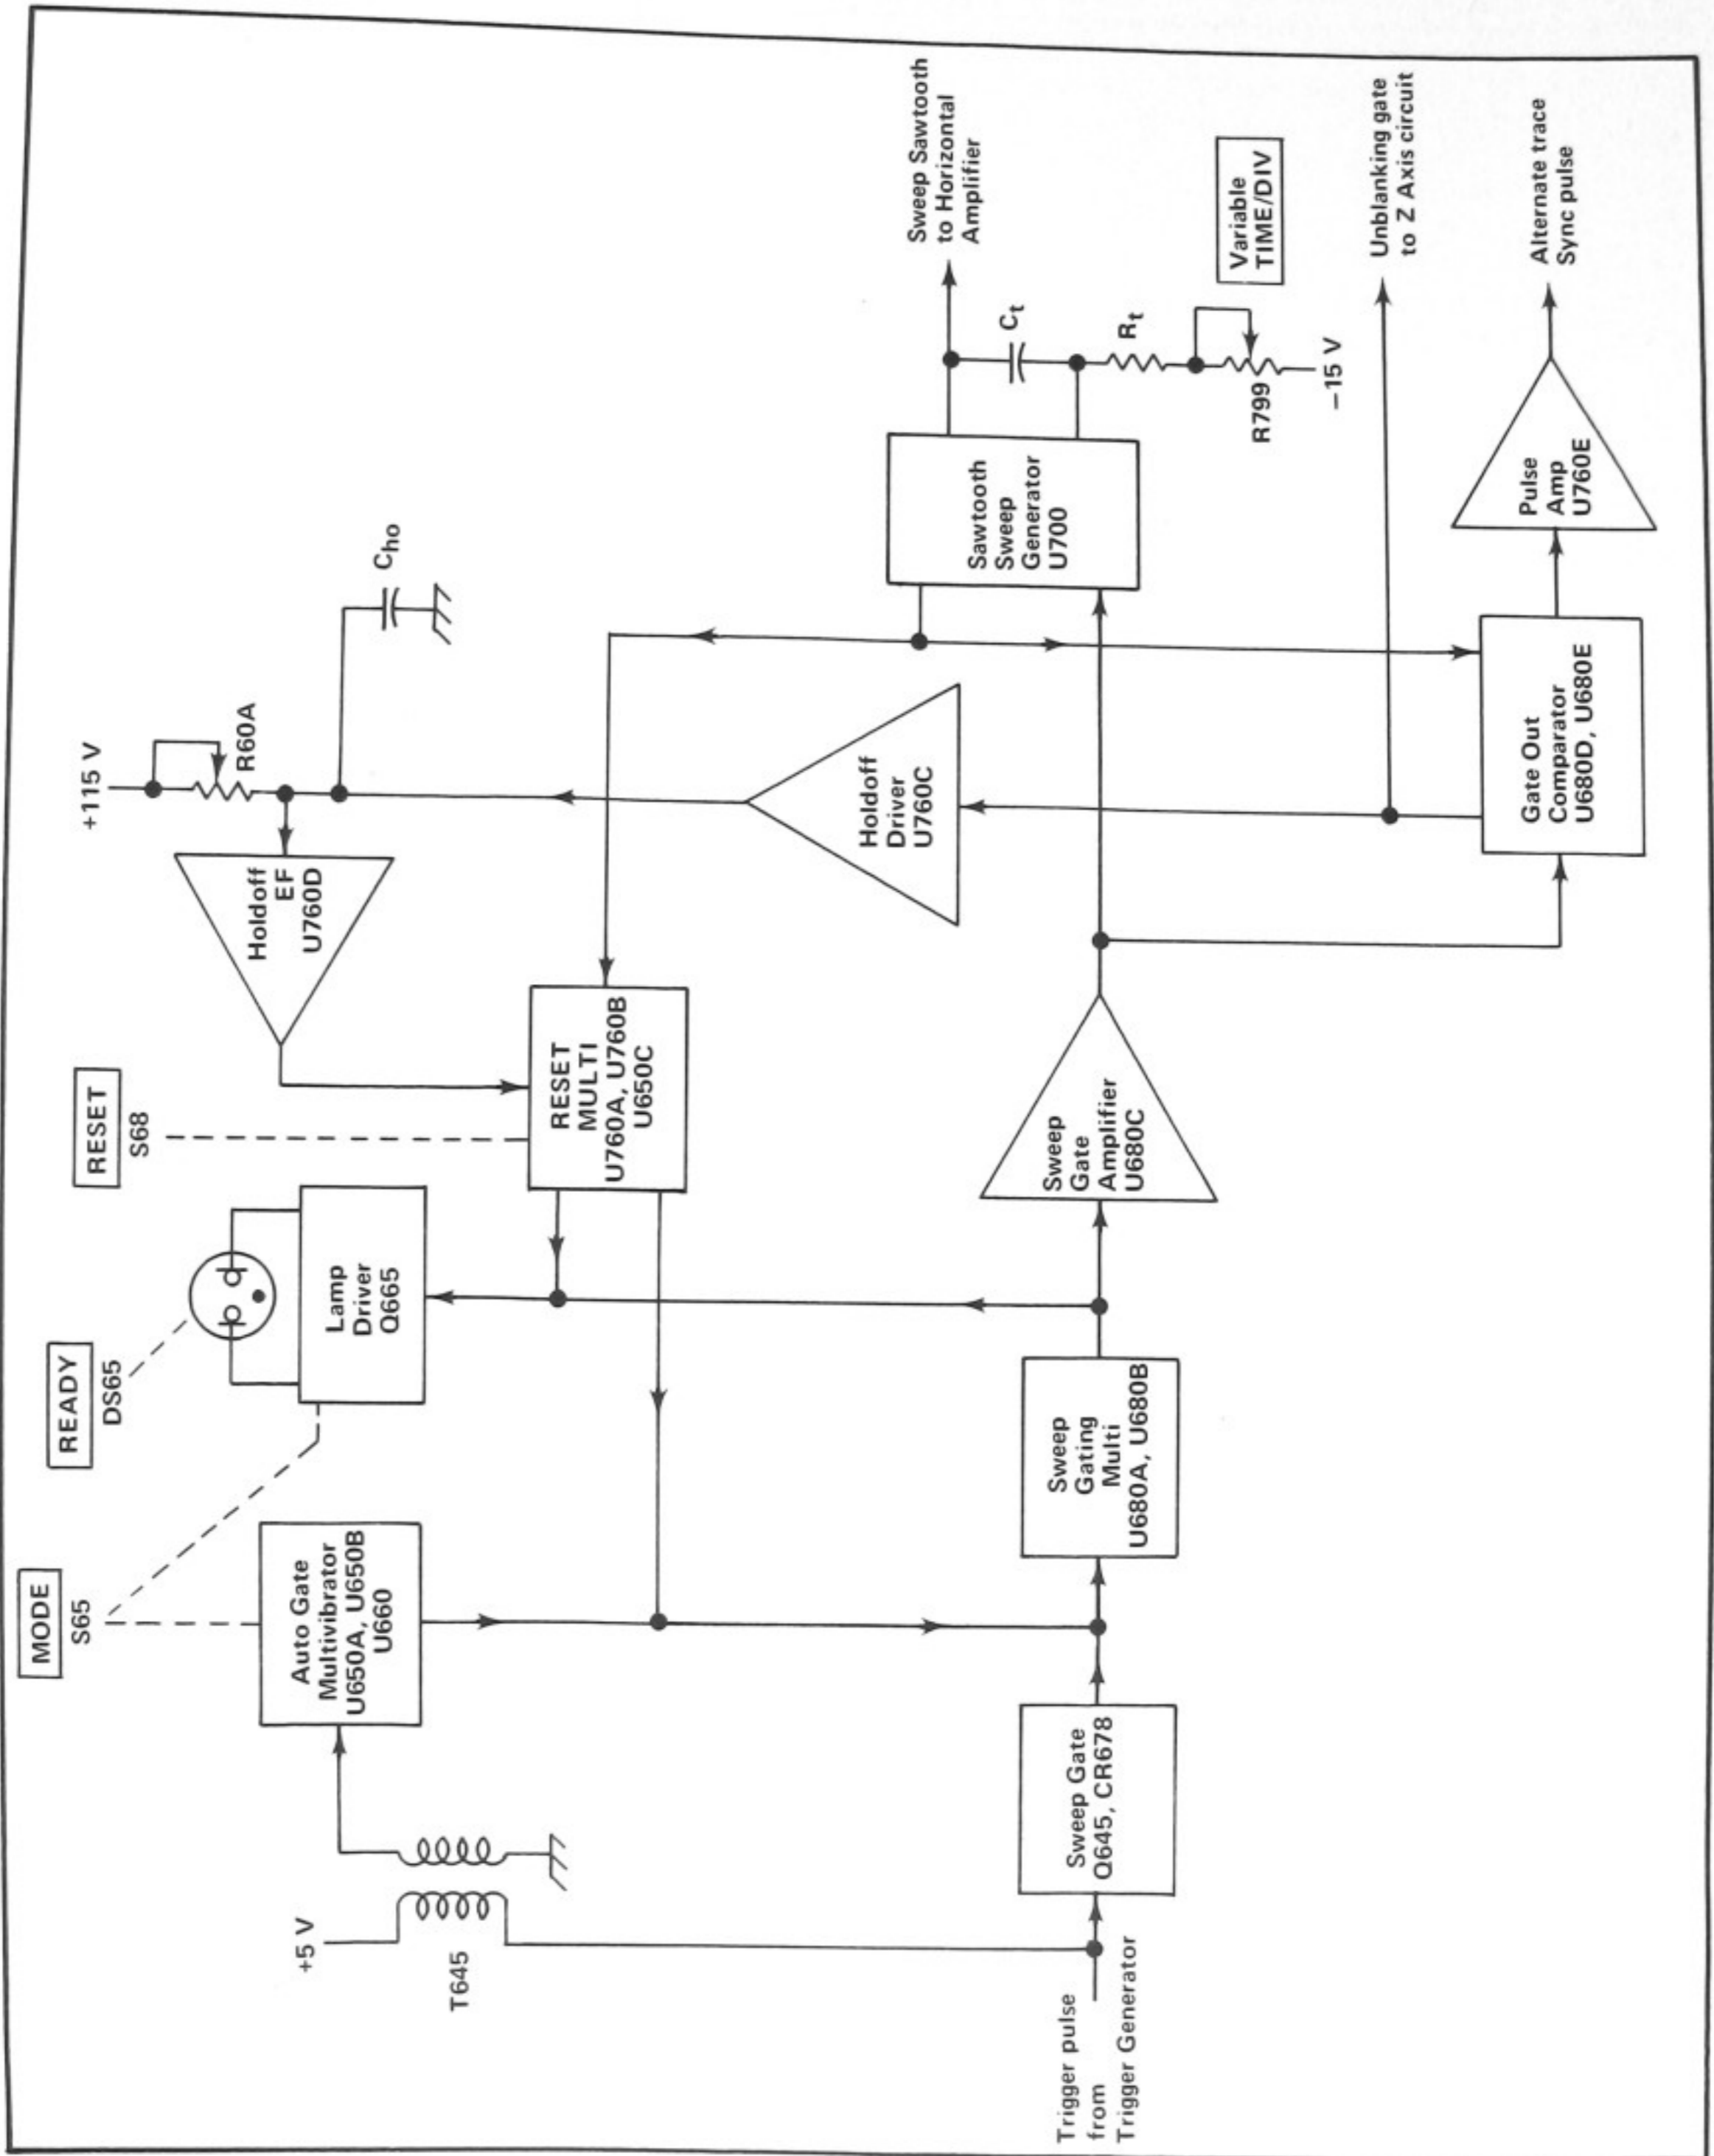 MODE
S65
READY
DS65
RESET
S68
+115 V
R60A
Cho
+5 V
T645
Auto Gate
Multivibrator
U650A, U650B
U660
Lamp
Driver
Q665
Holdoff
EF
U760D
RESET
MULTI
U760A, U760B
U650C
Holdoff
Driver
U760C
Sawtooth
Sweep
Generator
U700
Sweep Sawtooth
to Horizontal
Amplifier
Ct
Rt
R799
−15 V
Variable
TIME/DIV
Trigger pulse
from
Trigger Generator
Sweep Gate
Q645, CR678
Sweep
Gating
Multi
U680A, U680B
Sweep
Gate
Amplifier
U680C
Gate Out
Comparator
U680D, U680E
Pulse
Amp
U760E
Unblanking gate
to Z Axis circuit
Alternate trace
Sync pulse